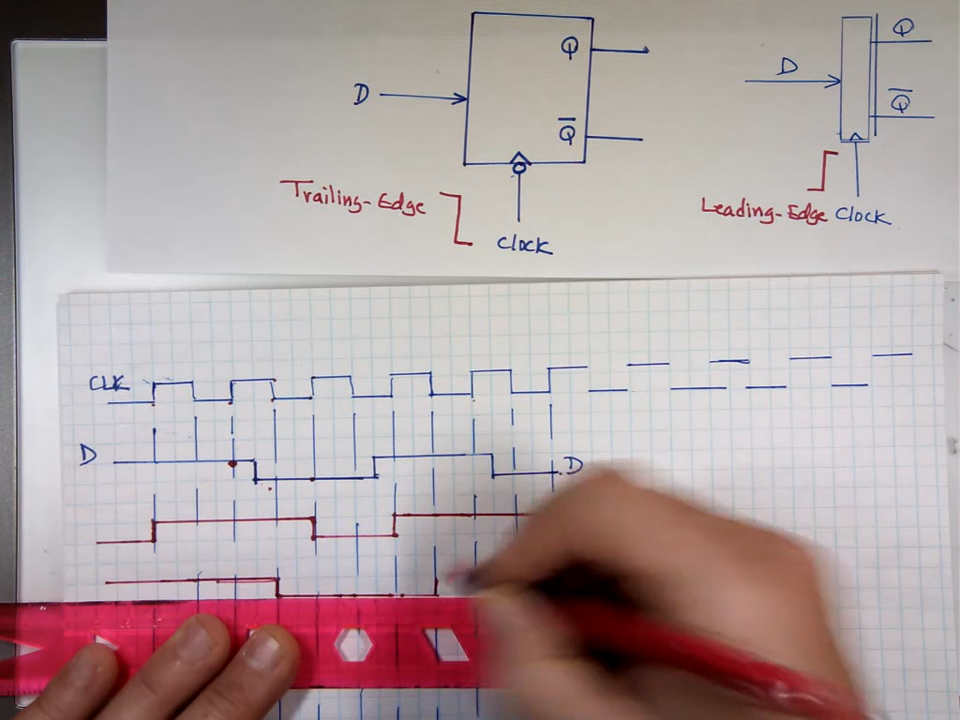 D
Q
Q̅
Trailing-Edge
Clock
D
Q
Q̅
Leading-Edge Clock
CLK
D
D